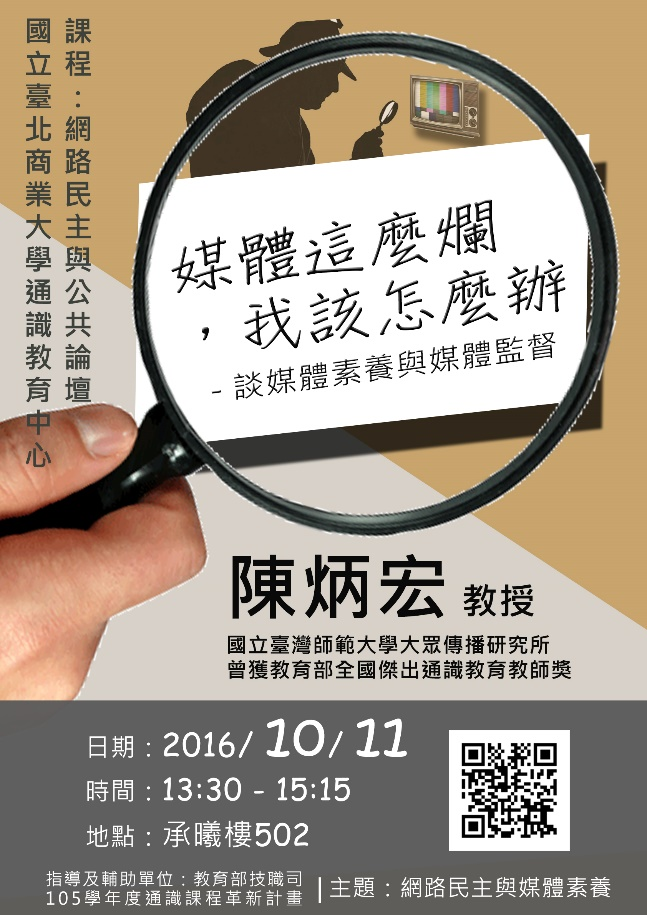 課程：網路民主與公共論壇
國立臺北商業大學通識教育中心
媒體這麼爛
，我該怎麼辦
-談媒體素養與媒體監督
陳炳宏 教授
國立臺灣師範大學大眾傳播研究所
曾獲教育部全國傑出通識教育教師獎
日期：2016/10/11
時間：13:30 - 15:15
地點：承曦樓502
指導及輔助單位：教育部技職司
105學年度通識課程革新計畫
主題：網路民主與媒體素養